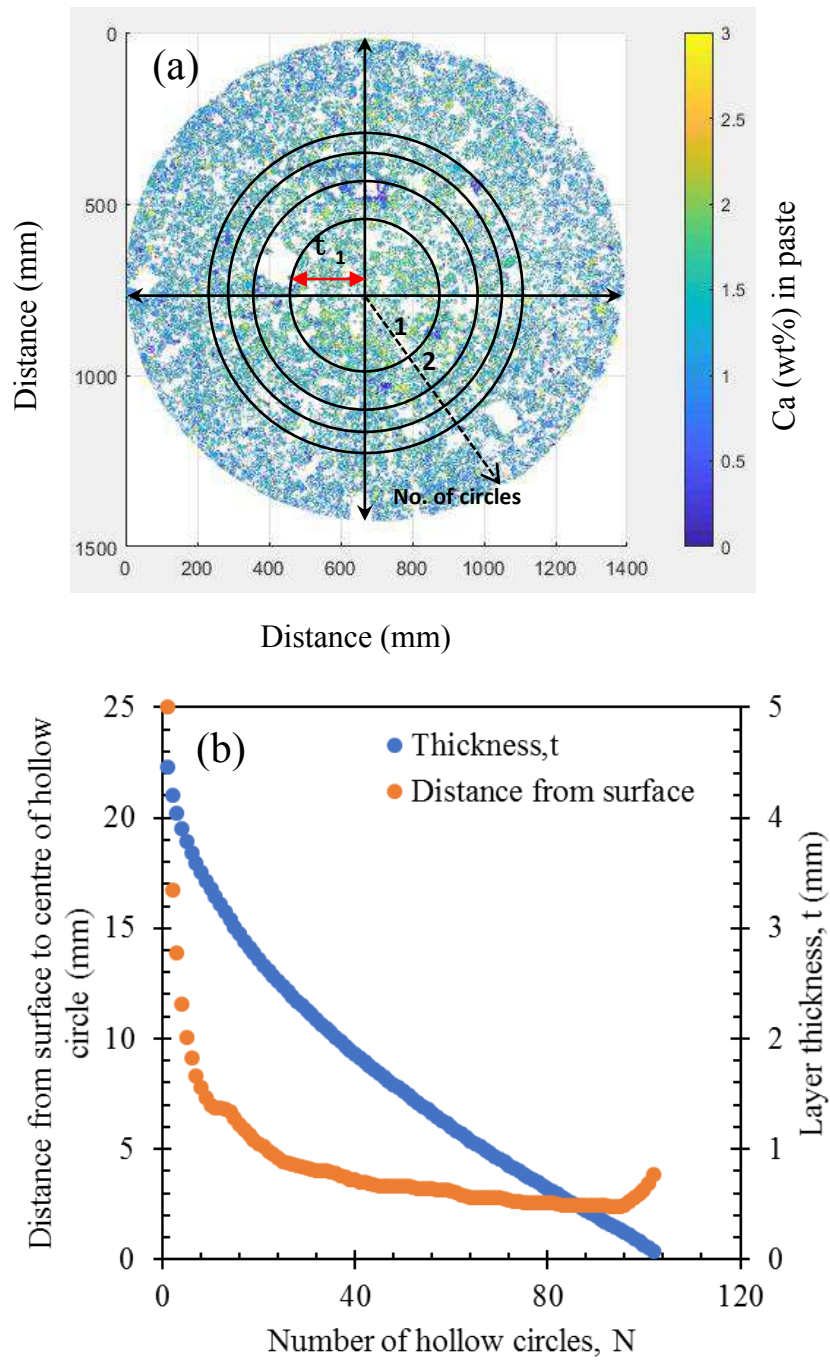 (a)
0
500
1000
1500
0 200 400 600 800 1000 1200 1400
Distance (mm)
Distance (mm)
t 1
1
2
No. of circles
3
2.5
2
1.5
1
0.5
0
Ca (wt%) in paste
(b)
Thickness,t
Distance from surface
25
20
15
10
5
0
Distance from surface to centre of hollow
circle (mm)
5
4
3
2
1
0
Layer thickness, t (mm)
0 40 80 120
Number of hollow circles, N